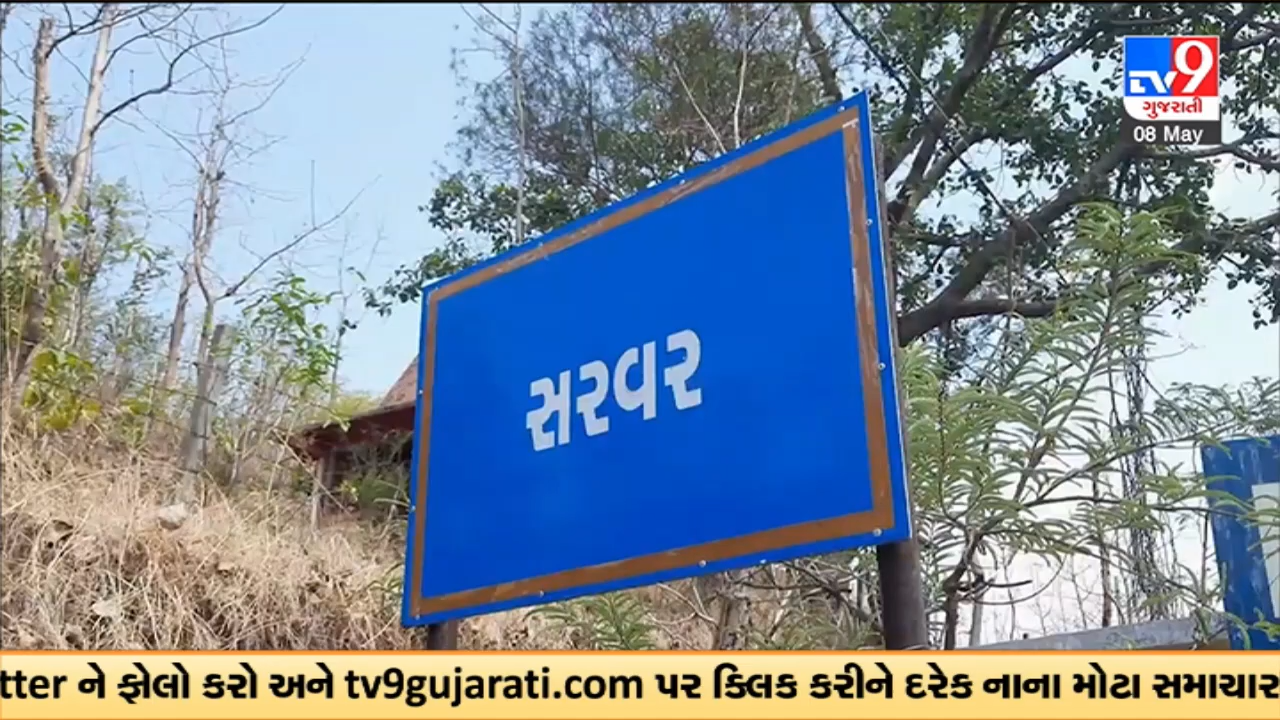 tv9
ગુજરાતી
08 May
સરવર
tter ને ફોલો કરો અને tv9gujarati.com પર ક્લિક કરીને દરેક નાના મોટા સમાચાર